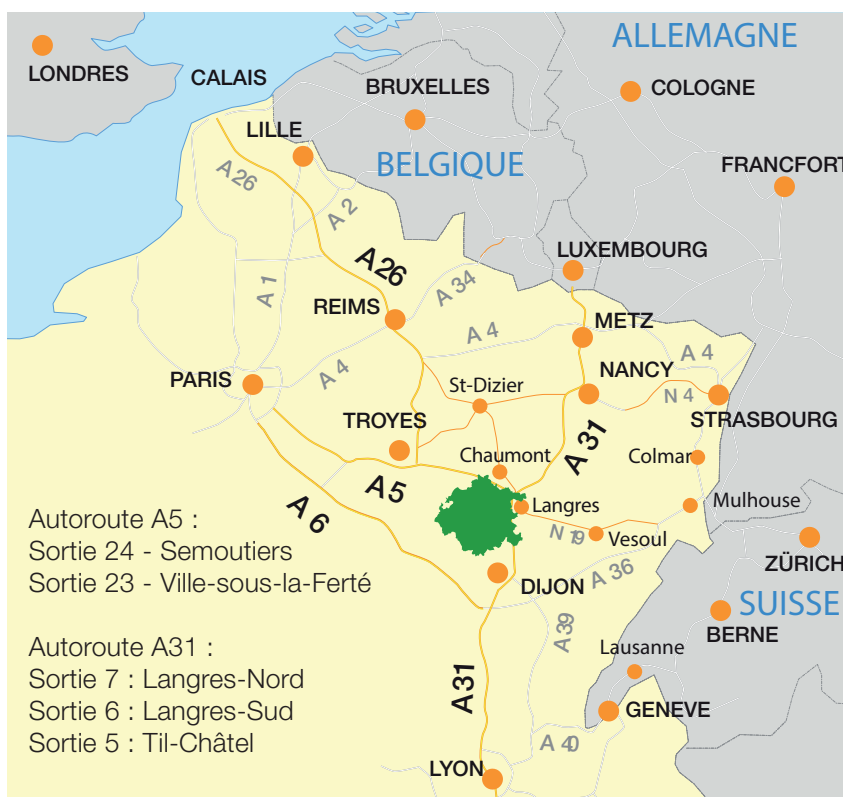 ALLEMAGNE
LONDRES
CALAIS
BRUXELLES
COLOGNE
LILLE
BELGIQUE
FRANCFORT
A 26
A 2
LUXEMBOURG
A26
A 34
A 1
REIMS
METZ
A 4
A 4
A 4
PARIS
NANCY
St-Dizier
N 4
TROYES
STRASBOURG
A 31
Chaumont
Colmar
A5
A 6
Langres
Mulhouse
N 19
Vesoul
ZÜRICH
A 36
DIJON
SUISSE
BERNE
A39
Lausanne
A31
GENEVE
A 40
LYON
Autoroute A5 :
Sortie 24 - Semoutiers
Sortie 23 - Ville-sous-la-Ferté
Autoroute A31 :
Sortie 7 : Langres-Nord
Sortie 6 : Langres-Sud
Sortie 5 : Til-Châtel